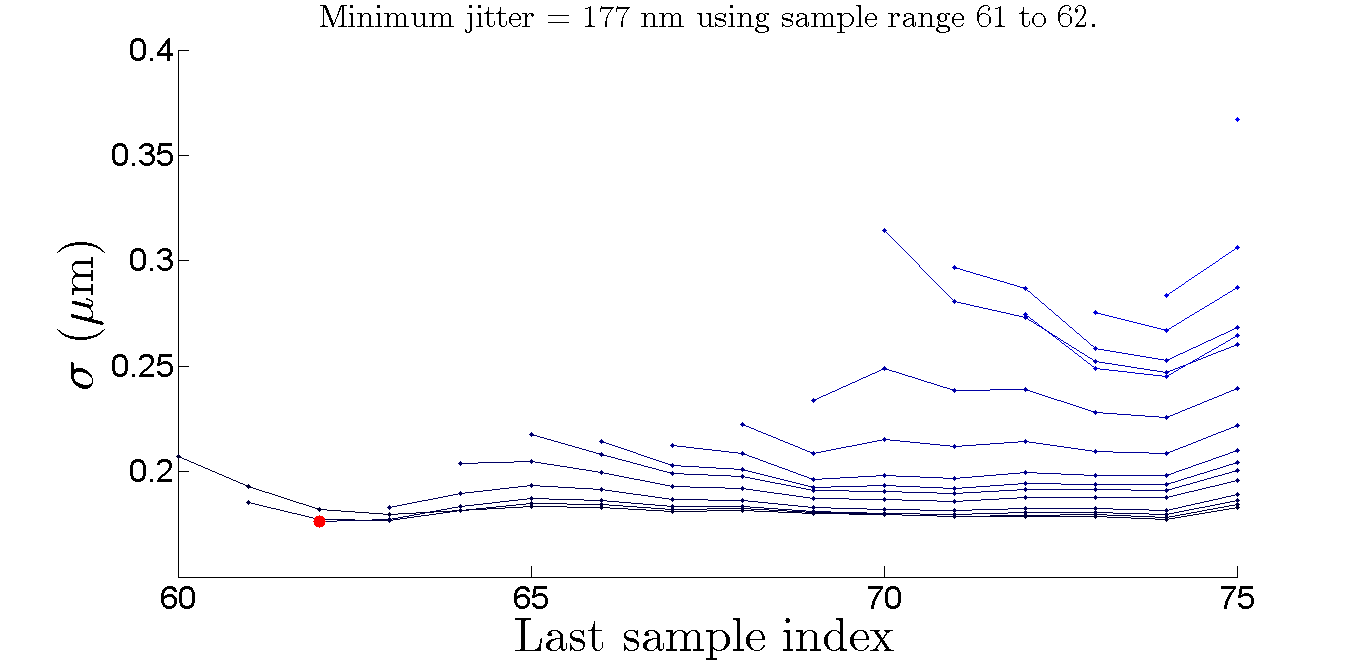 Minimum jitter = 177 nm using sample range 61 to 62.
0.4
0.35
0.3
0.25
0.2
σ (μm)
60 65 70 75
Last sample index